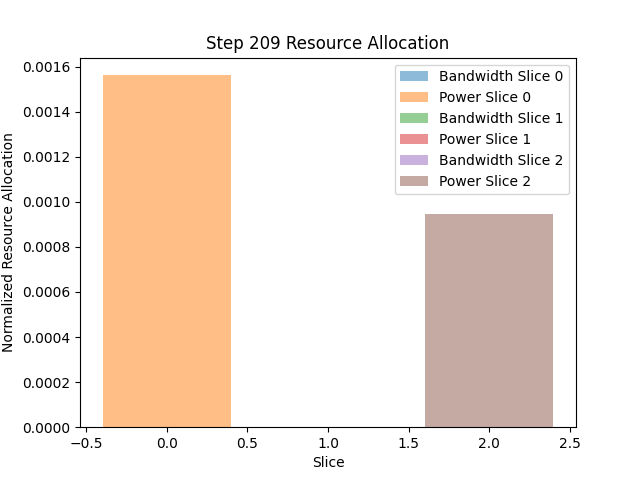 Step 209 Resource Allocation
Normalized Resource Allocation
0.0016
0.0014
0.0012
0.0010
0.0008
0.0006
0.0004
0.0002
0.0000
Bandwidth Slice 0
Power Slice 0
Bandwidth Slice 1
Power Slice 1
Bandwidth Slice 2
Power Slice 2
−0.5 0.0 0.5 1.0 1.5 2.0 2.5
Slice